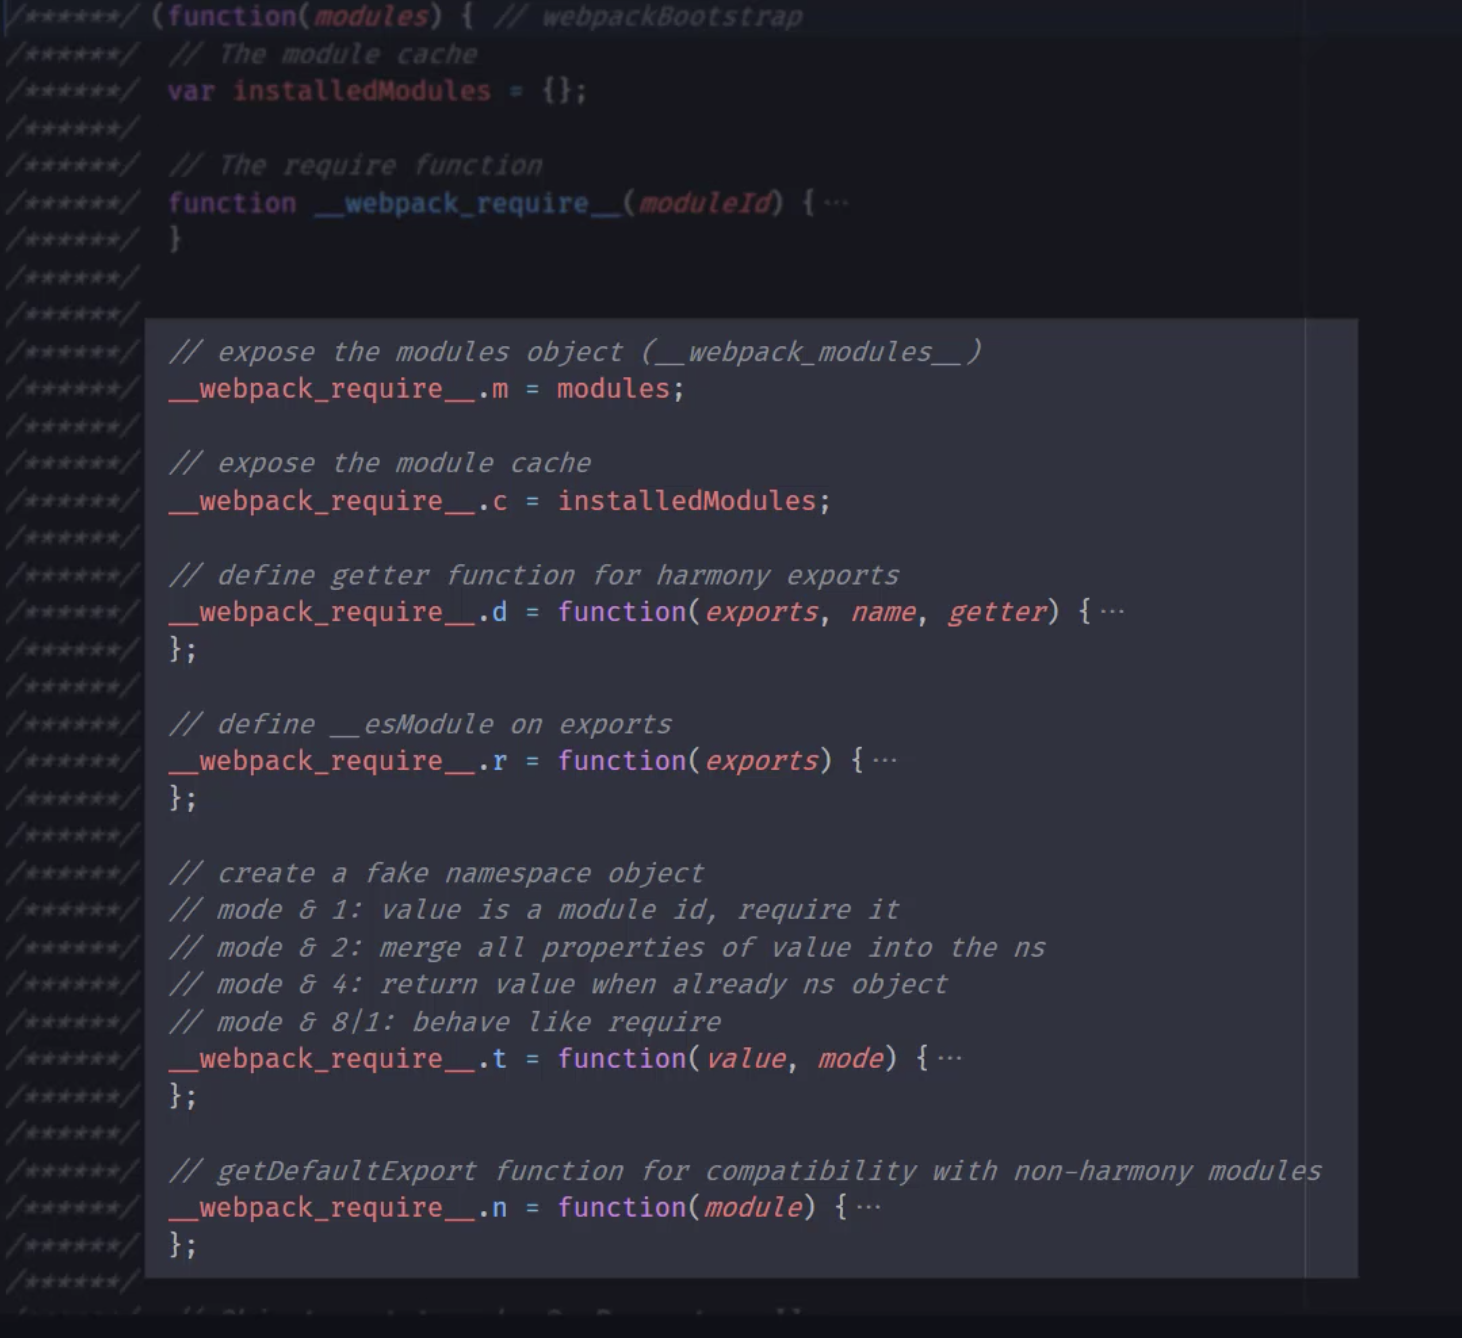 /******/ (function(modules) { // webpackBootstrap
/******/ // The module cache
/******/ var installedModules = {};
/******/
/******/ // The require function
/******/ function __webpack_require__(moduleId) {···
/******/ }
/******/
/******/
/******/ // expose the modules object (__webpack_modules__)
/******/ __webpack_require__.m = modules;
/******/
/******/ // expose the module cache
/******/ __webpack_require__.c = installedModules;
/******/
/******/ // define getter function for harmony exports
/******/ __webpack_require__.d = function(exports, name, getter) {···
/******/ };
/******/
/******/ // define __esModule on exports
/******/ __webpack_require__.r = function(exports) {···
/******/ };
/******/
/******/ // create a fake namespace object
/******/ // mode & 1: value is a module id, require it
/******/ // mode & 2: merge all properties of value into the ns
/******/ // mode & 4: return value when already ns object
/******/ // mode & 8|1: behave like require
/******/ __webpack_require__.t = function(value, mode) {···
/******/ };
/******/
/******/ // getDefaultExport function for compatibility with non-harmony modules
/******/ __webpack_require__.n = function(module) {···
/******/ };
/******/